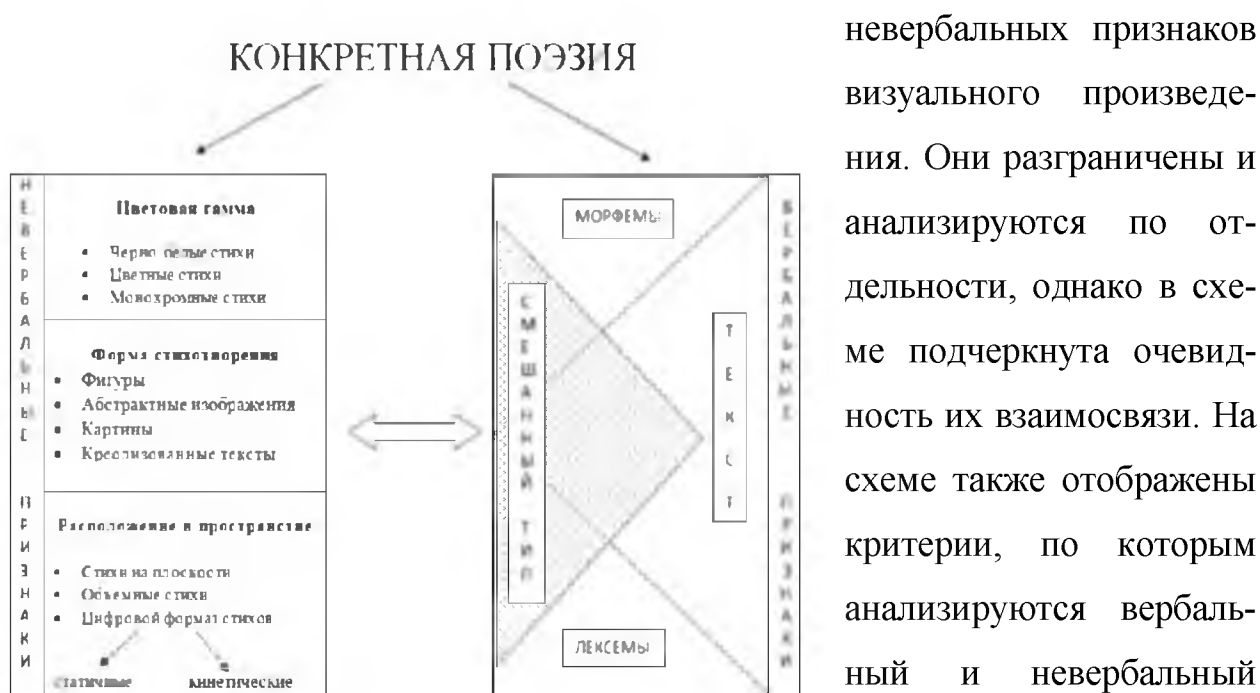 КОНКРЕТНАЯ ПОЭЗИЯ
НЕВЕРБАЛЬНЫЕ ПРИЗНАКИ
Цветовая гамма
• Черно-белые стихи
• Цветные стихи
• Монохромные стихи
Форма стихотворения
• Фигуры
• Абстрактные изображения
• Картины
• Креолизованные тексты
Расположение в пространстве
• Стихи на плоскости
• Объемные стихи
• Цифровой формат стихов
статичные кинетические
МОРФЕМЫ
СМЕШАННЫЙ ТИП
ТЕКСТ
ЛЕКСЕМЫ
ВЕРБАЛЬНЫЕ ПРИЗНАКИ
невербальных признаков
визуального произведе-
ния. Они разграничены и
анализируются по от-
дельности, однако в схе-
ме подчеркнута очевид-
ность их взаимосвязи. На
схеме также отображены
критерии, по которым
анализируются вербаль-
ный и невербальный